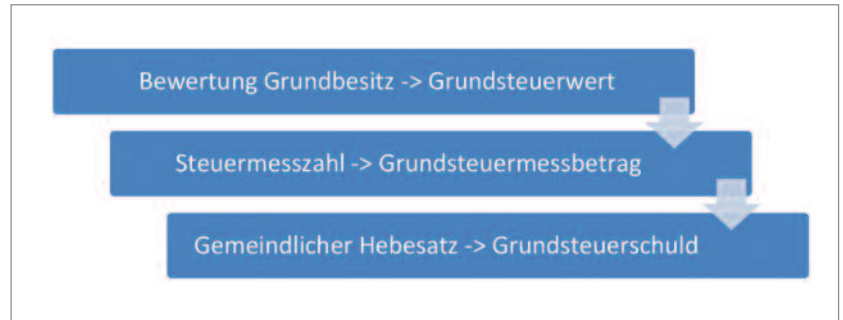 Bewertung Grundbesitz -> Grundsteuerwert
Steuermesszahl -> Grundsteuermessbetrag
Gemeindlicher Hebesatz -> Grundsteuerschuld